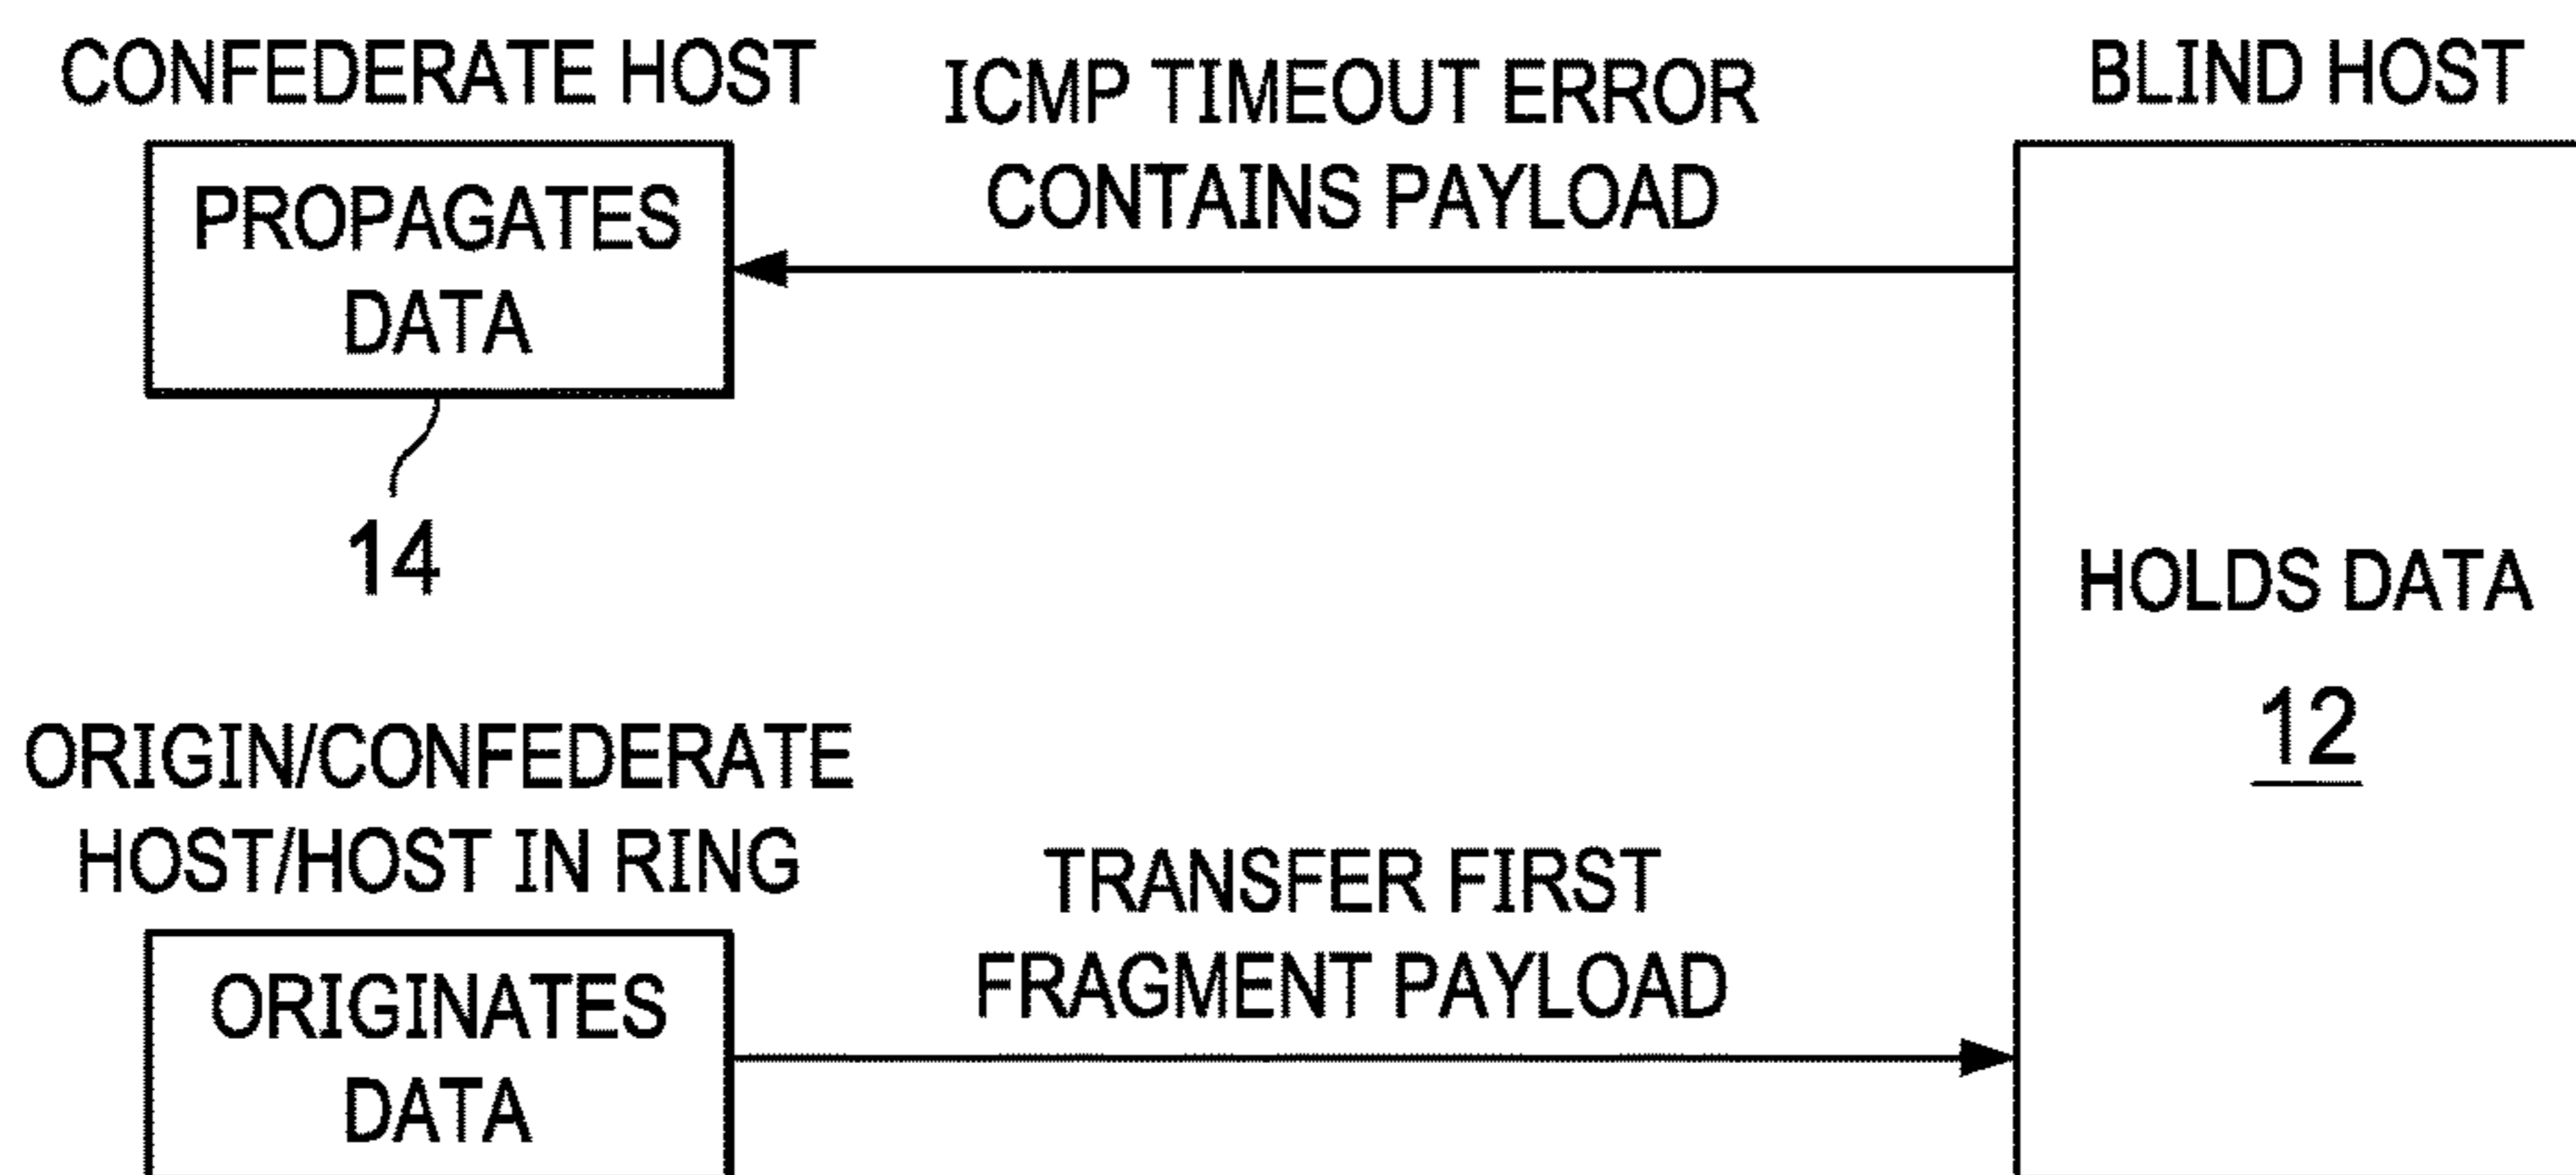 CONFEDERATE HOST
PROPAGATES
DATA
14
ICMP TIMEOUT ERROR
CONTAINS PAYLOAD
BLIND HOST
HOLDS DATA
12
ORIGIN/CONFEDERATE
HOST/HOST IN RING
ORIGINATES
DATA
TRANSFER FIRST
FRAGMENT PAYLOAD